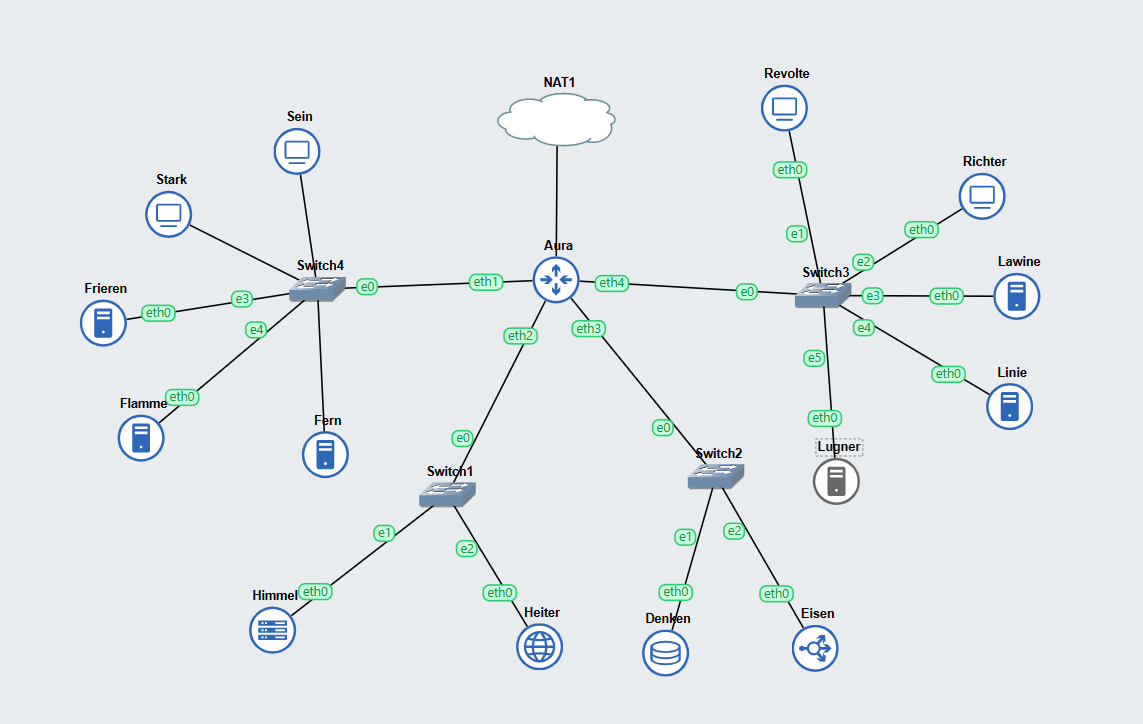 NAT1
Revolte
Sein
Richter
eth0
Stark
eth0
e1
Aura
Lawine
Switch4
e2
Switch3
Frieren
e0
eth1
eth4
e0
e3
eth0
e3
eth0
e4
e4
eth2
eth3
e5
eth0
Linie
Flamme
eth0
Fern
eth0
e0
e0
Lugner
Switch1
Switch2
e1
e2
e1
e2
Himmel
eth0
eth0
Heiter
eth0
Denken
eth0
Eisen